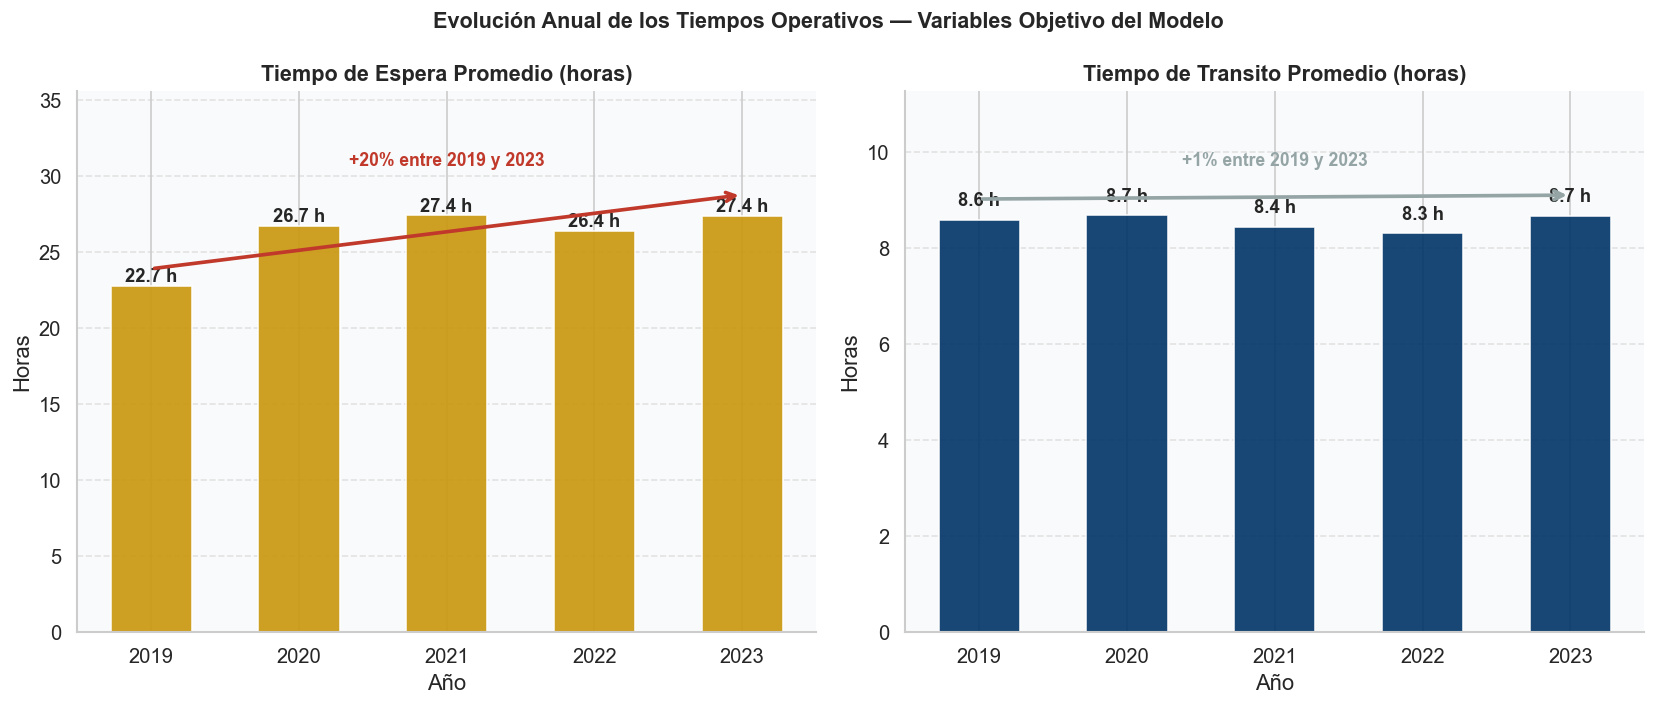 Evolución Anual de los Tiempos Operativos — Variables Objetivo del Modelo
Tiempo de Espera Promedio (horas)
35
30
25
20
15
10
5
0
Horas
+20% entre 2019 y 2023
22.7 h
26.7 h
27.4 h
26.4 h
27.4 h
2019
2020
2021
2022
2023
Año
Tiempo de Transito Promedio (horas)
10
8
6
4
2
0
Horas
+1% entre 2019 y 2023
8.6 h
8.7 h
8.4 h
8.3 h
8.7 h
2019
2020
2021
2022
2023
Año